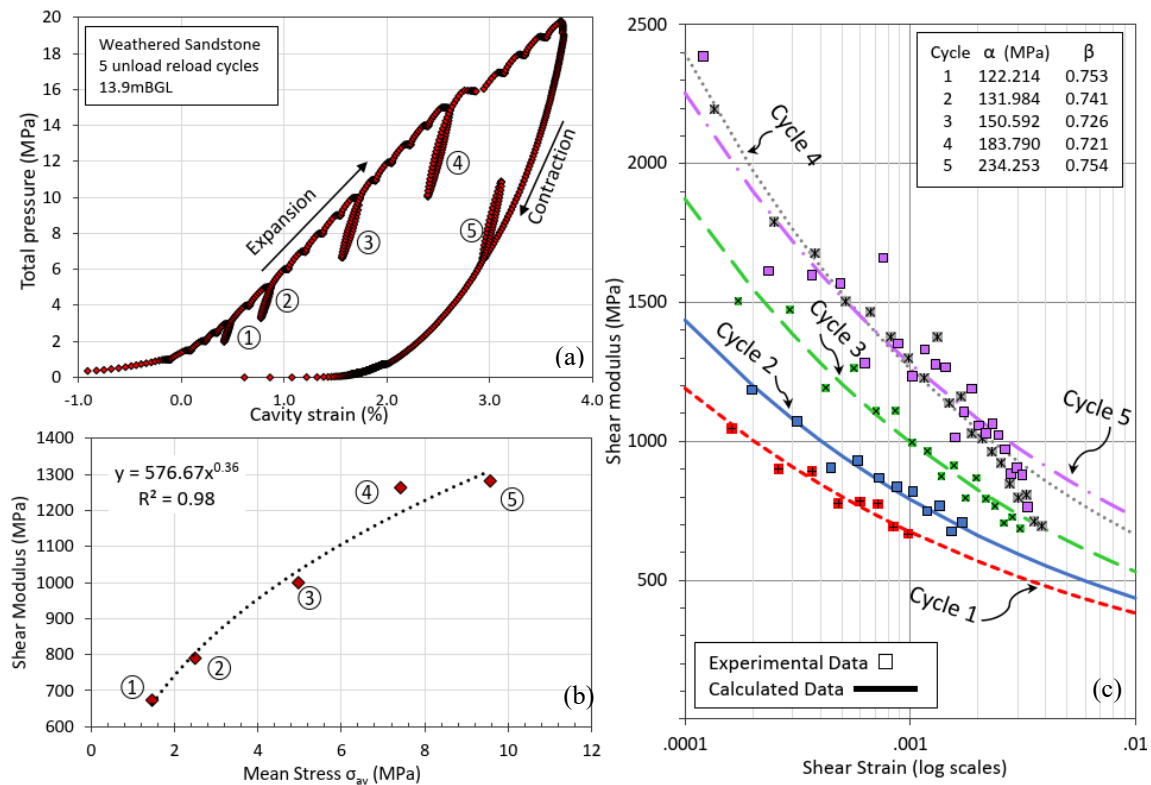 20
18
16
14
12
10
8
6
4
2
0
Total pressure (MPa)
Weathered Sandstone
5 unload reload cycles
13.9mBGL
Expansion
Contraction
①
②
③
④
⑤
(a)
0.0
1.0
2.0
3.0
4.0
Cavity strain (%)
1400
1300
1200
1100
1000
900
800
700
600
Shear Modulus (MPa)
y = 576.67x^0.36
R² = 0.98
①
②
③
④
⑤
(b)
0
2
4
6
8
10
12
Mean Stress σav (MPa)
2500
2000
1500
1000
500
Shear modulus (MPa)
Cycle α (MPa) β
1 122.214 0.753
2 131.984 0.741
3 150.592 0.726
4 183.790 0.721
5 234.253 0.754
Cycle 4
Cycle 3
Cycle 2
Cycle 5
Cycle 1
Experimental Data
Calculated Data
(c)
.0001
.001
.01
Shear Strain (log scales)